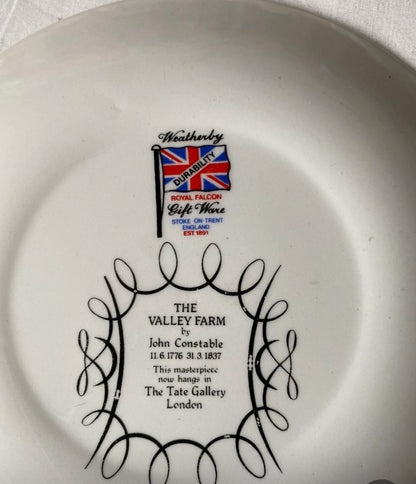 Weatherby
DURABILITY
ROYAL FALCON
Gift Ware
STOKE-ON-TRENT
ENGLAND
EST 1891
THE
VALLEY FARM
by
John Constable
11.6.1776 31.3.1837
This masterpiece
now hangs in
The Tate Gallery
London